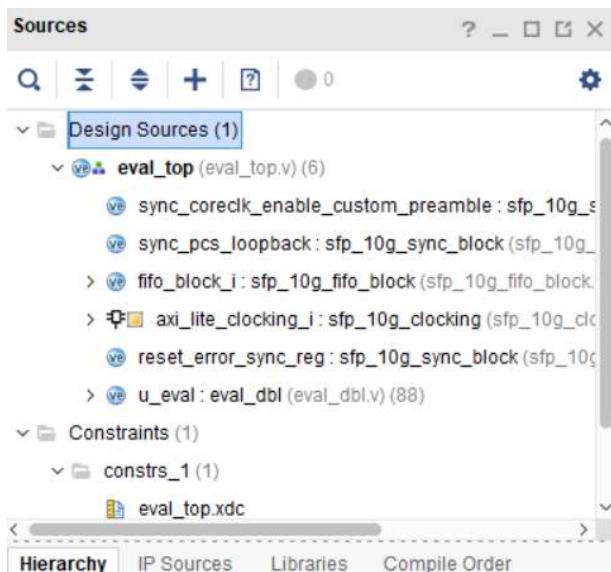 Sources
? 0
Design Sources (1)
eval_top (eval_top.v) (6)
sync_coreclk_enable_custom_preamble : sfp_10g_s
sync_pcs_loopback : sfp_10g_sync_block (sfp_10g_
fifo_block_i : sfp_10g_fifo_block (sfp_10g_fifo_block.
axi_lite_clocking_i : sfp_10g_clocking (sfp_10g_clo
reset_error_sync_reg : sfp_10g_sync_block (sfp_10g
u_eval : eval_dbl (eval_dbl.v) (88)
Constraints (1)
constrs_1 (1)
eval_top.xdc
Hierarchy IP Sources Libraries Compile Order